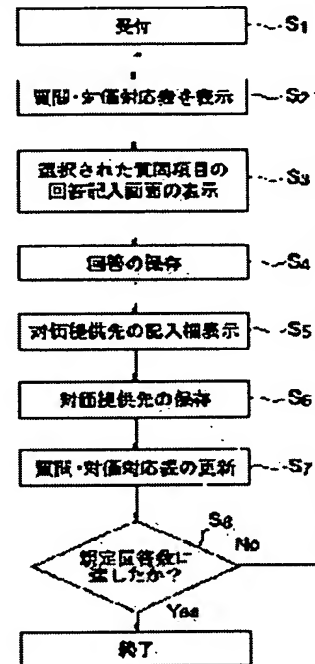 受付
S1
質問・対価対応表を表示
S2
選択された質問項目の
回答記入画面の表示
S3
回答の保存
S4
対価提供先の記入欄表示
S5
対価提供先の保存
S6
質問・対価対応表の更新
S7
S8
規定回答数に
達したか?
No
Yes
終了